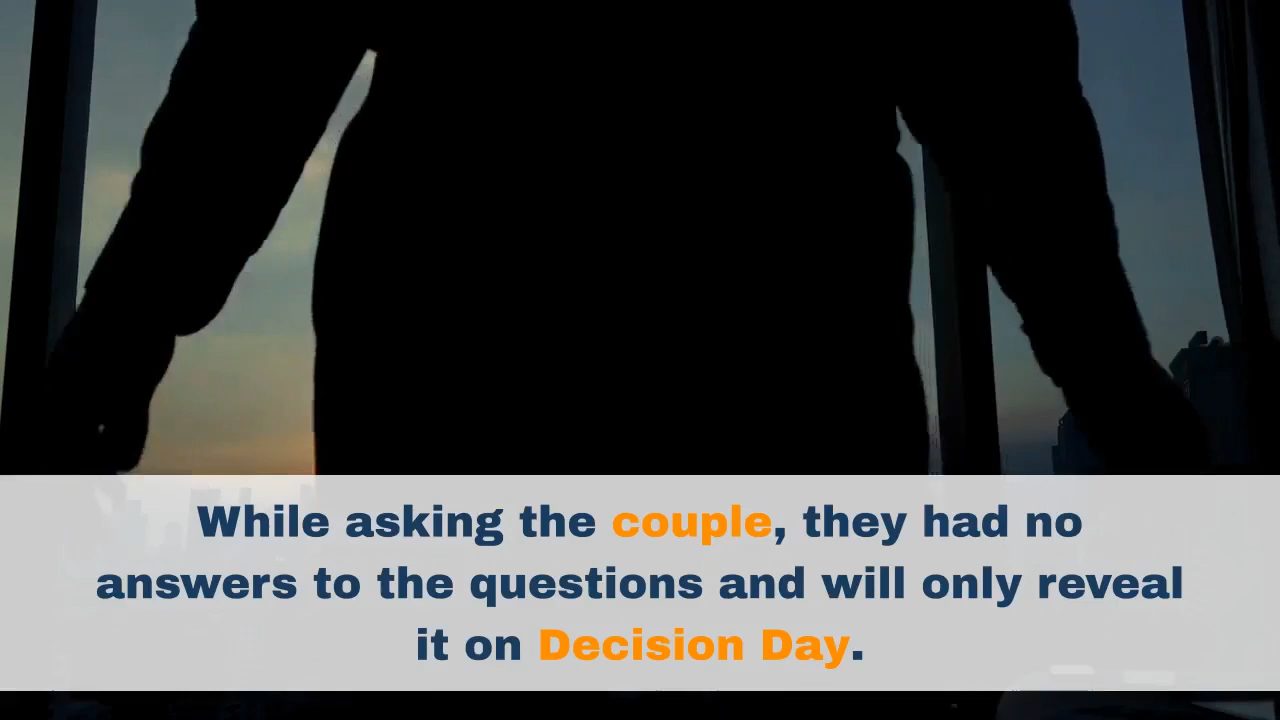 While asking the couple, they had no
answers to the questions and will only reveal
it on Decision Day.